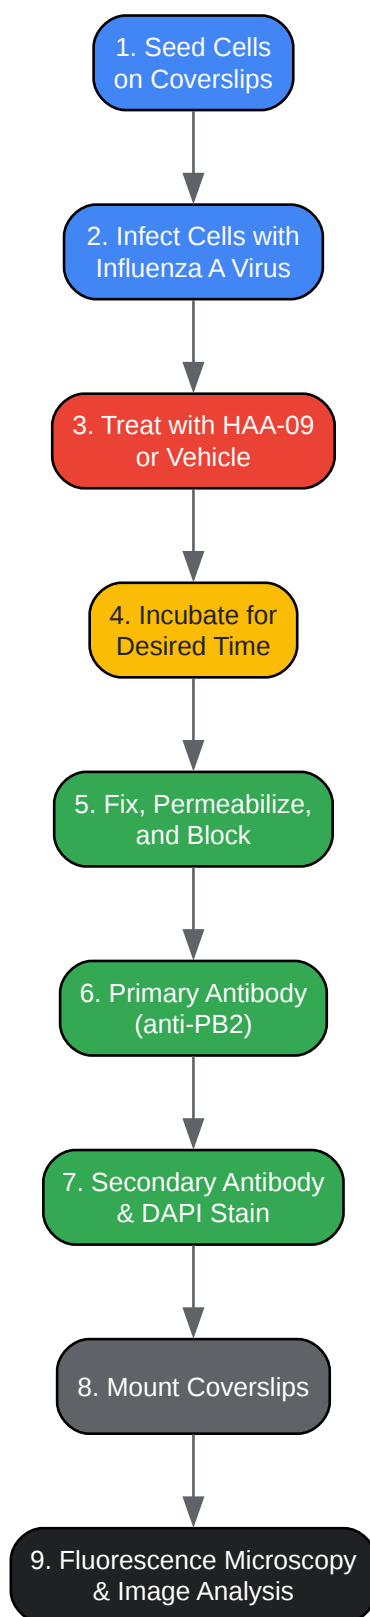 1. Seed Cells
on Coverslips
2. Infect Cells with
Influenza A Virus
3. Treat with HAA-09
or Vehicle
4. Incubate for
Desired Time
5. Fix, Permeabilize,
and Block
6. Primary Antibody
(anti-PB2)
7. Secondary Antibody
& DAPI Stain
8. Mount Coverslips
9. Fluorescence Microscopy
& Image Analysis